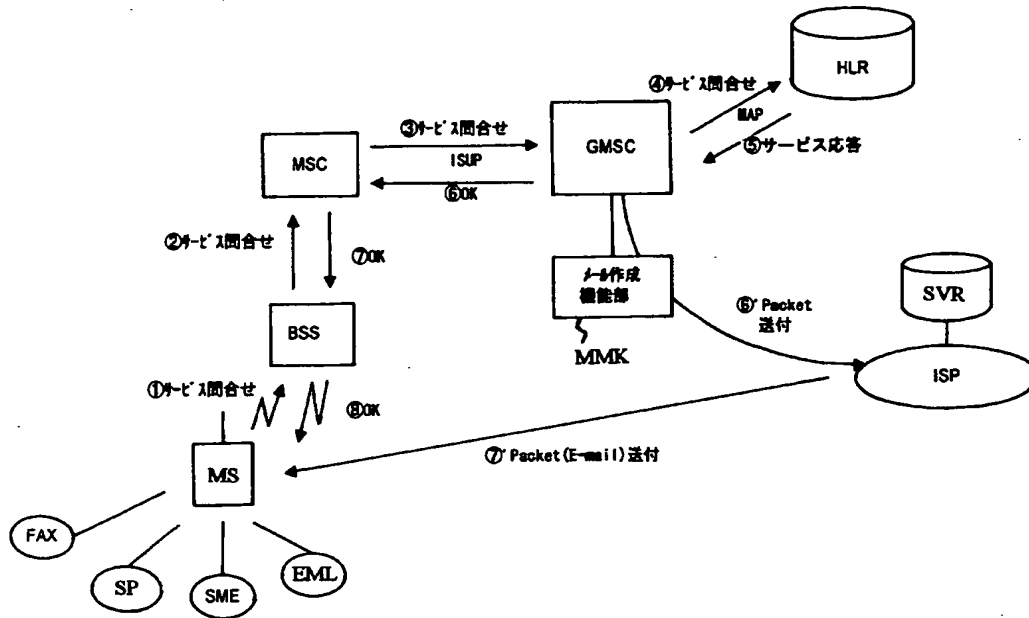 HLR
④ｻｰﾋﾞｽ問合せ
MAP
⑤サービス応答
③ｻｰﾋﾞｽ問合せ
ISUP
⑥OK
MSC
GMSC
②ｻｰﾋﾞｽ問合せ
⑦OK
ﾒｰﾙ作成
機能部
MMK
SVR
⑥' Packet
送付
ISP
BSS
①ｻｰﾋﾞｽ問合せ
⑧OK
⑦' Packet(E-mail)送付
MS
FAX
SP
SME
EML